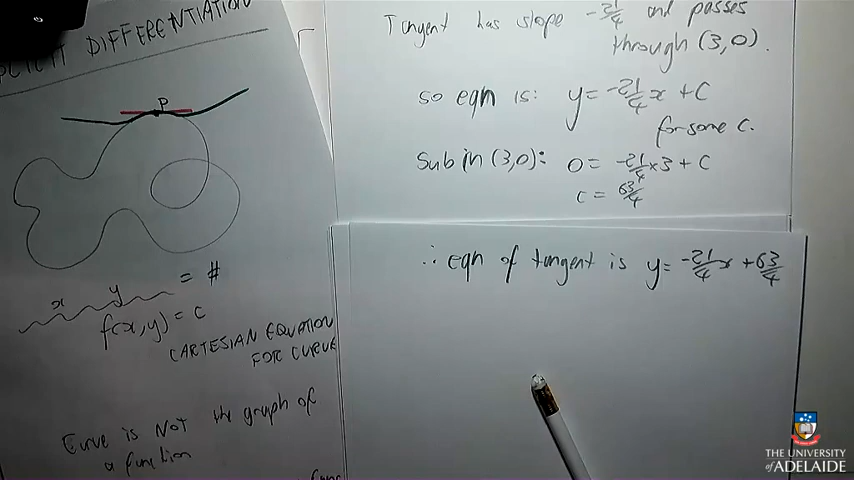 IMPLICIT DIFFERENTIATION
P
x y = #
f(x,y) = c
CARTESIAN EQUATION
FOR CURVE
Curve is NOT the graph of
a function
Tangent has slope -21/4 and passes
through (3,0).
so eqn is: y = -21/4 x + C
for some C.
Sub in (3,0): 0 = -21/4 × 3 + C
C = 63/4
∴ eqn of tangent is y = -21/4 x + 63/4
THE UNIVERSITY
of ADELAIDE